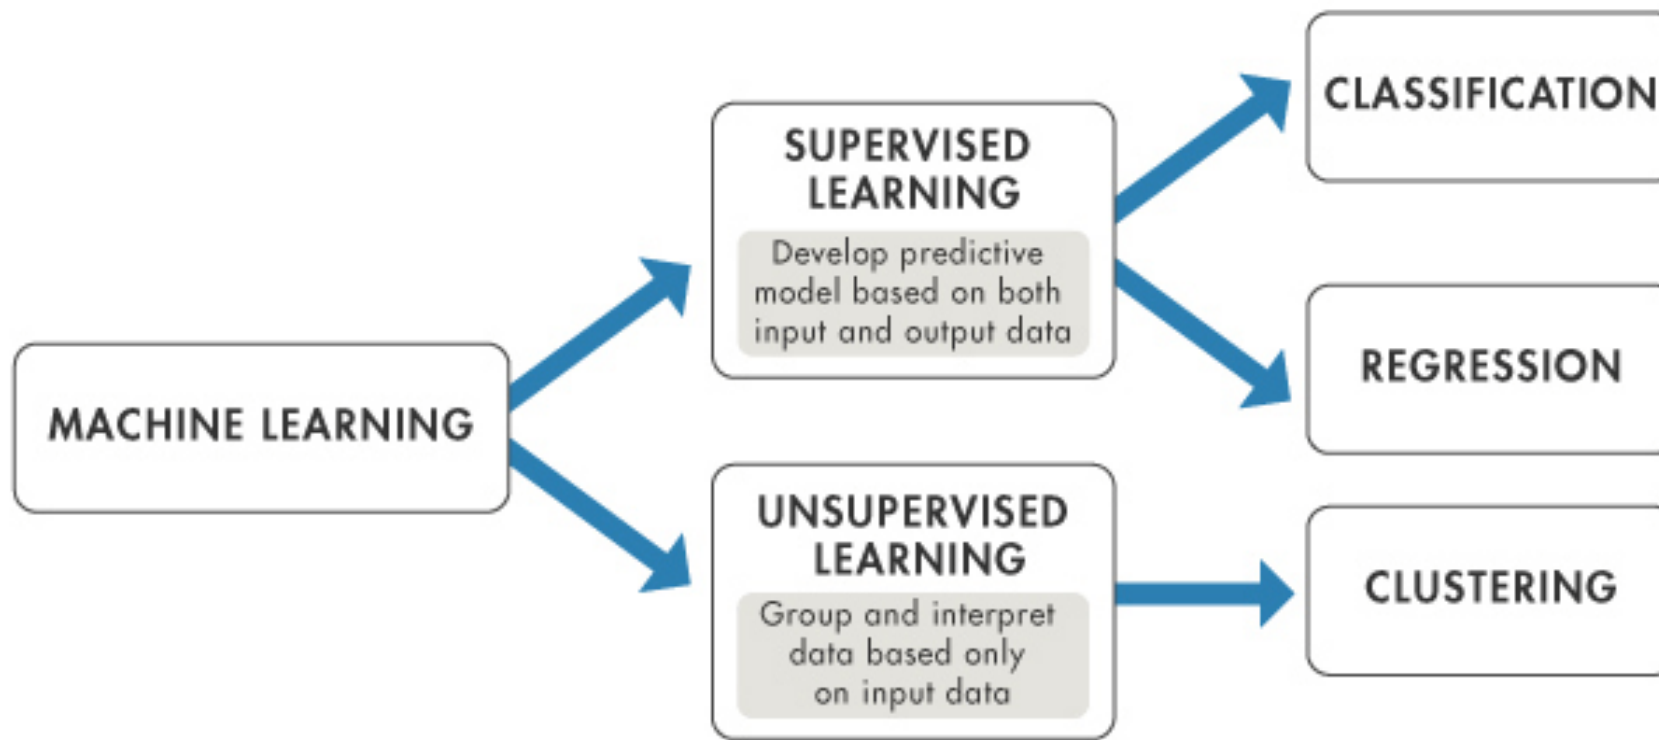 MACHINE LEARNING
SUPERVISED
LEARNING
Develop predictive
model based on both
input and output data
UNSUPERVISED
LEARNING
Group and interpret
data based only
on input data
CLASSIFICATION
REGRESSION
CLUSTERING